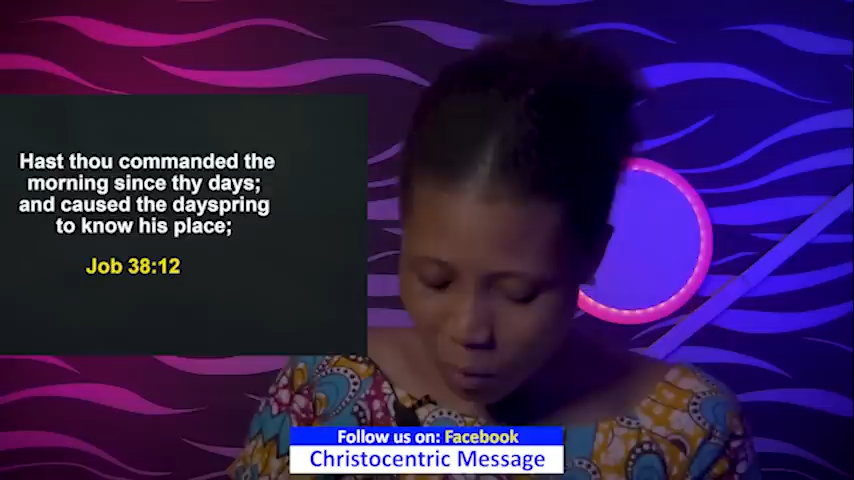 Hast thou commanded the
morning since thy days;
and caused the dayspring
to know his place;
Job 38:12
Follow us on: Facebook
Christocentric Message